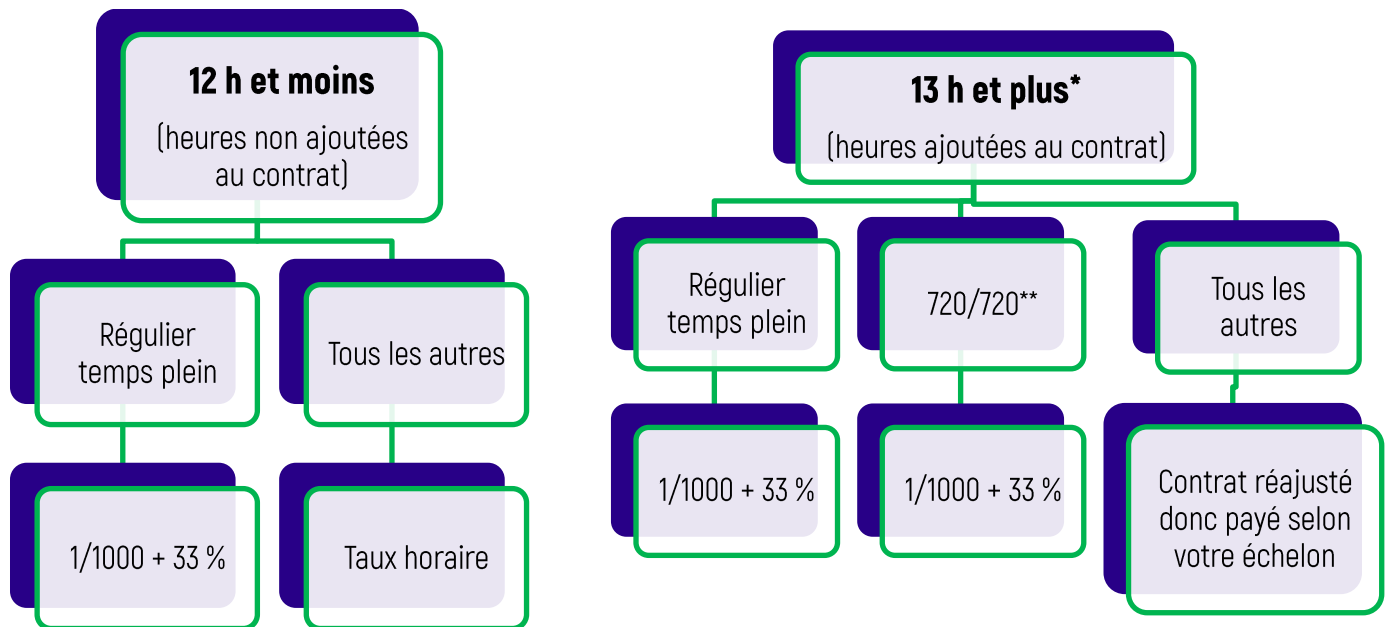 12 h et moins
(heures non ajoutées
au contrat)
Régulier
temps plein
Tous les autres
1/1000 + 33 %
Taux horaire
13 h et plus*
(heures ajoutées au contrat)
Régulier
temps plein
720/720**
Tous les
autres
1/1000 + 33 %
1/1000 + 33 %
Contrat réajusté
donc payé selon
votre échelon